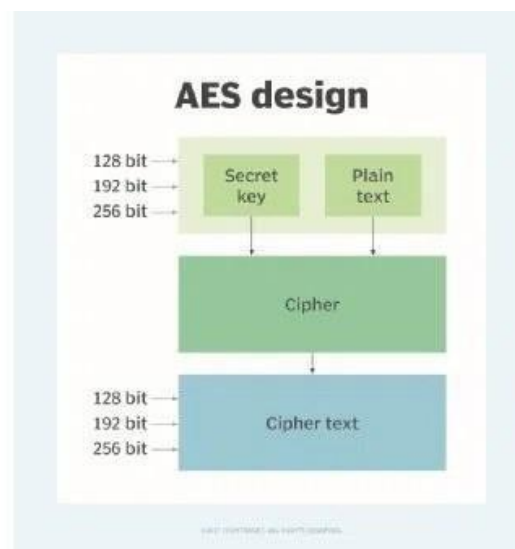 AES design
128 bit
192 bit
256 bit
Secret
key
Plain
text
Cipher
128 bit
192 bit
256 bit
Cipher text